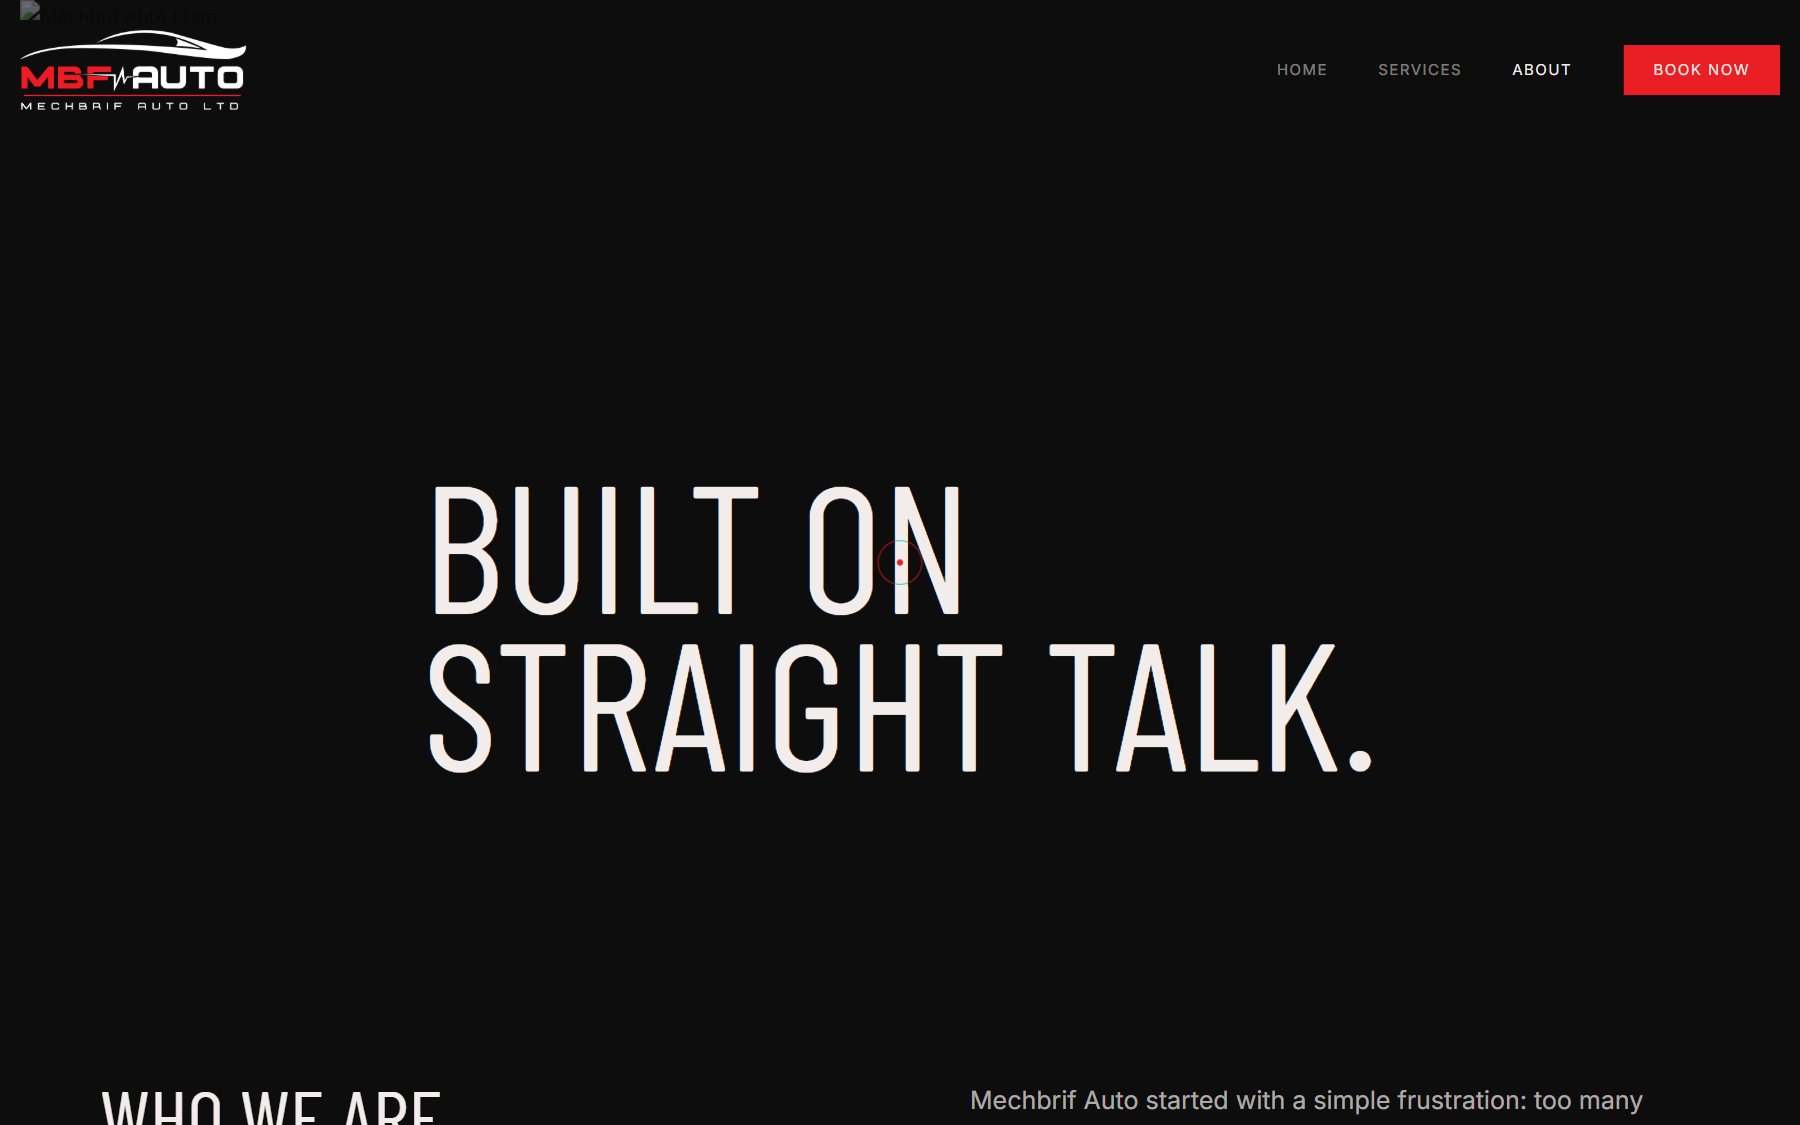 Mechbrif Auto team
MBF AUTO
MECHBRIF AUTO LTD
HOME
SERVICES
ABOUT
BOOK NOW
BUILT ON
STRAIGHT TALK.
WHO WE ARE
Mechbrif Auto started with a simple frustration: too many